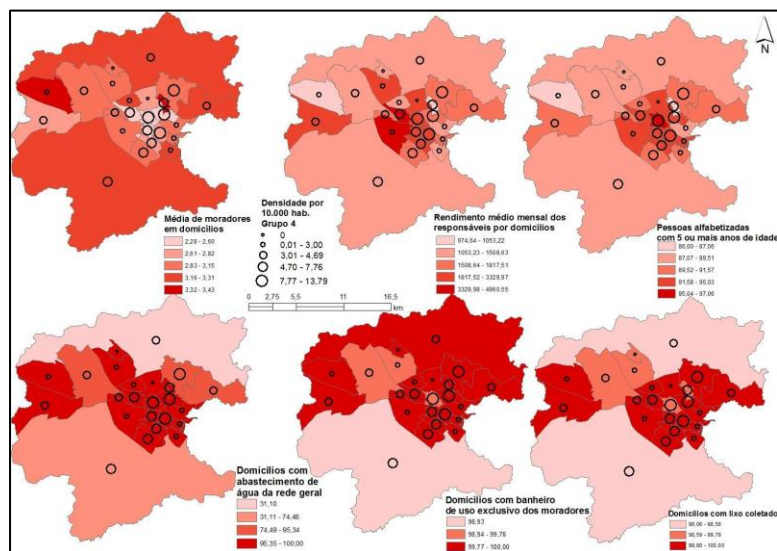 N
Média de moradores
em domicílios
2,28 - 2,60
2,61 - 2,82
2,83 - 3,15
3,16 - 3,31
3,32 - 3,43
Densidade por
10.000 hab.
Grupo 4
0
0,01 - 3,00
3,01 - 4,69
4,70 - 7,76
7,77 - 13,79
0 2,75 5,5 11 16,5
km
Rendimento médio mensal dos
responsáveis por domicílios
974,64 - 1053,22
1053,23 - 1508,63
1508,64 - 1817,51
1817,52 - 3329,97
3329,98 - 4960,55
Pessoas alfabetizadas
com 5 ou mais anos de idade
86,00 - 87,06
87,07 - 89,51
89,52 - 91,57
91,58 - 95,03
95,04 - 97,06
Domicílios com
abastecimento de
água da rede geral
31,10
31,11 - 74,48
74,49 - 95,34
95,35 - 100,00
Domicílios com banheiro
de uso exclusivo dos moradores
98,93
98,94 - 99,76
99,77 - 100,00
Domicílios com lixo coletado
98,59 - 99,79